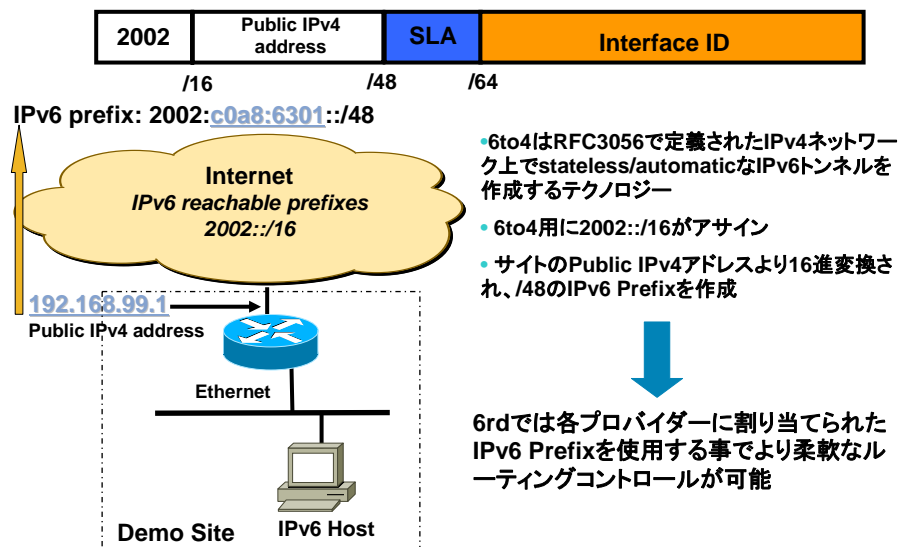 2002
Public IPv4
address
SLA
Interface ID
/16
/48
/64
IPv6 prefix: 2002:c0a8:6301::/48
Internet
IPv6 reachable prefixes
2002::/16
192.168.99.1
Public IPv4 address
Ethernet
IPv6 Host
Demo Site
•6to4はRFC3056で定義されたIPv4ネットワー
ク上でstateless/automaticなIPv6トンネルを
作成するテクノロジー
• 6to4用に2002::/16がアサイン
• サイトのPublic IPv4アドレスより16進変換さ
れ、/48のIPv6 Prefixを作成
6rdでは各プロバイダーに割り当てられた
IPv6 Prefixを使用する事でより柔軟なル
ーティングコントロールが可能